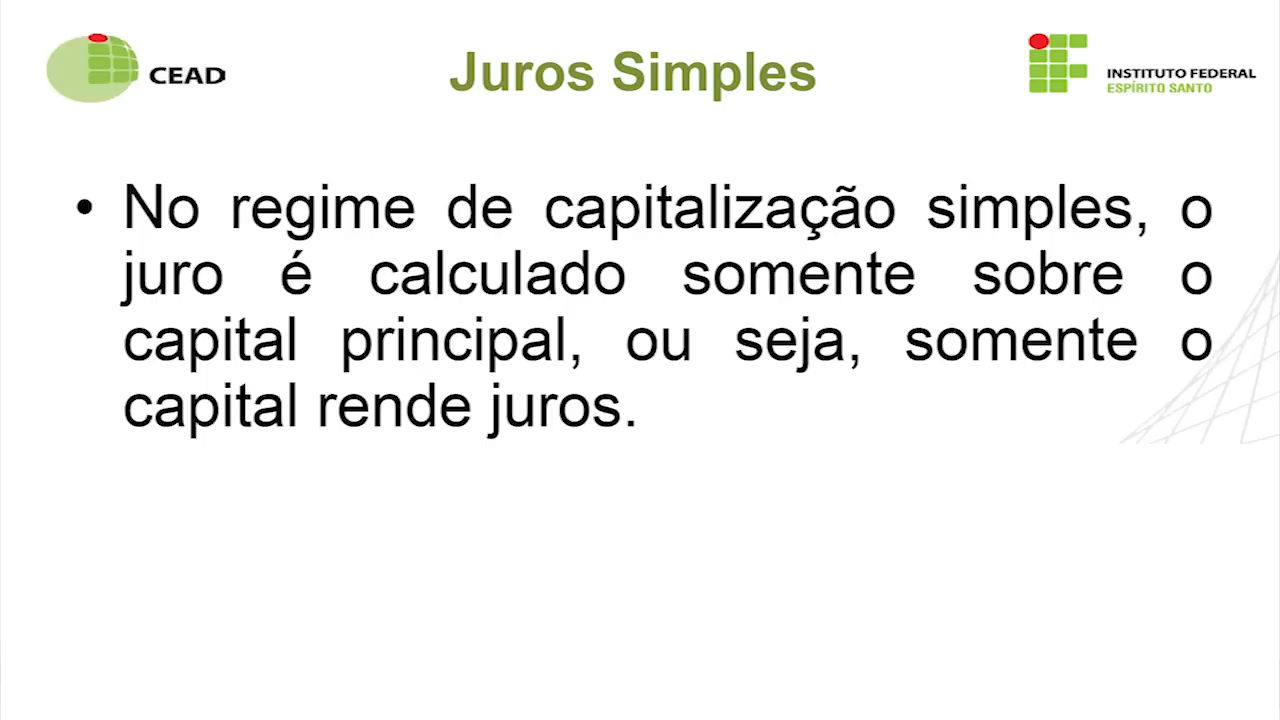 CEAD
Juros Simples
INSTITUTO FEDERAL
ESPÍRITO SANTO
• No regime de capitalização simples, o
juro é calculado somente sobre o
capital principal, ou seja, somente o
capital rende juros.